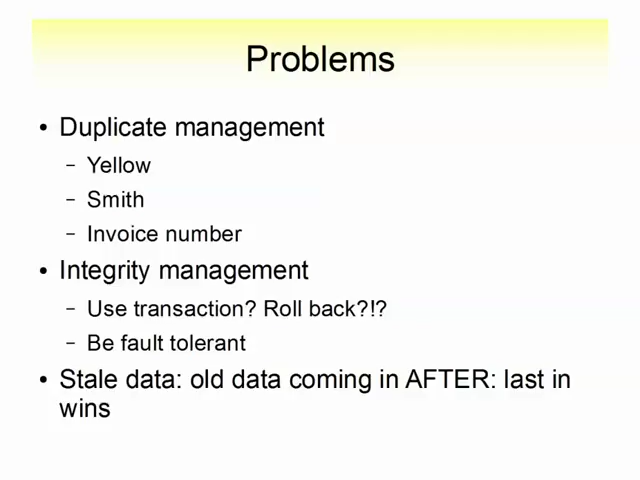 Problems
● Duplicate management
– Yellow
– Smith
– Invoice number
● Integrity management
– Use transaction? Roll back?!?
– Be fault tolerant
● Stale data: old data coming in AFTER: last in
wins